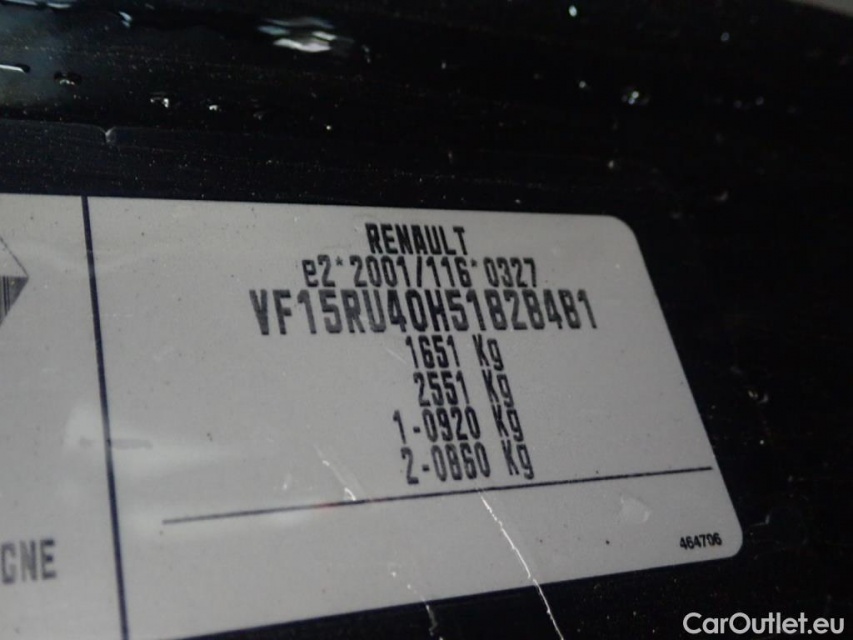 RENAULT
e2*2001/116*0327
VF15RU40H51828481
1651 Kg
2551 Kg
1-0920 Kg
2-0860 Kg
GNE
464706
CarOutlet.eu